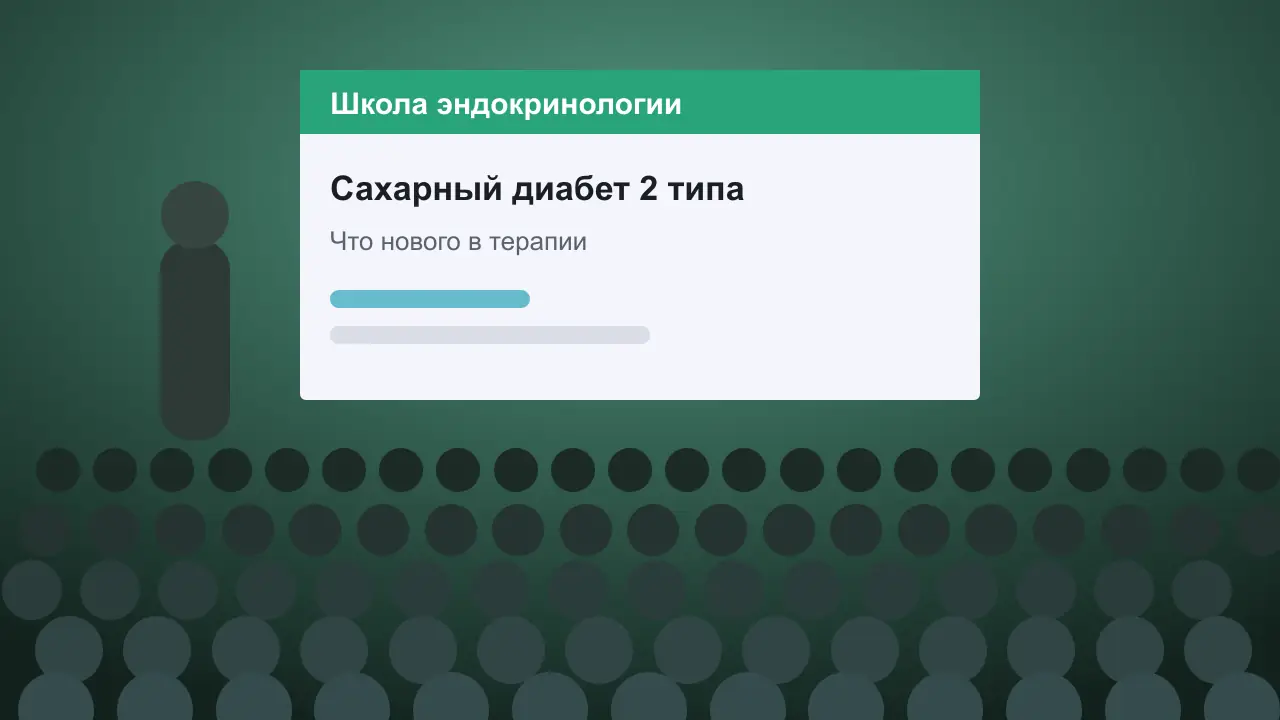 Школа эндокринологии
Сахарный диабет 2 типа
Что нового в терапии